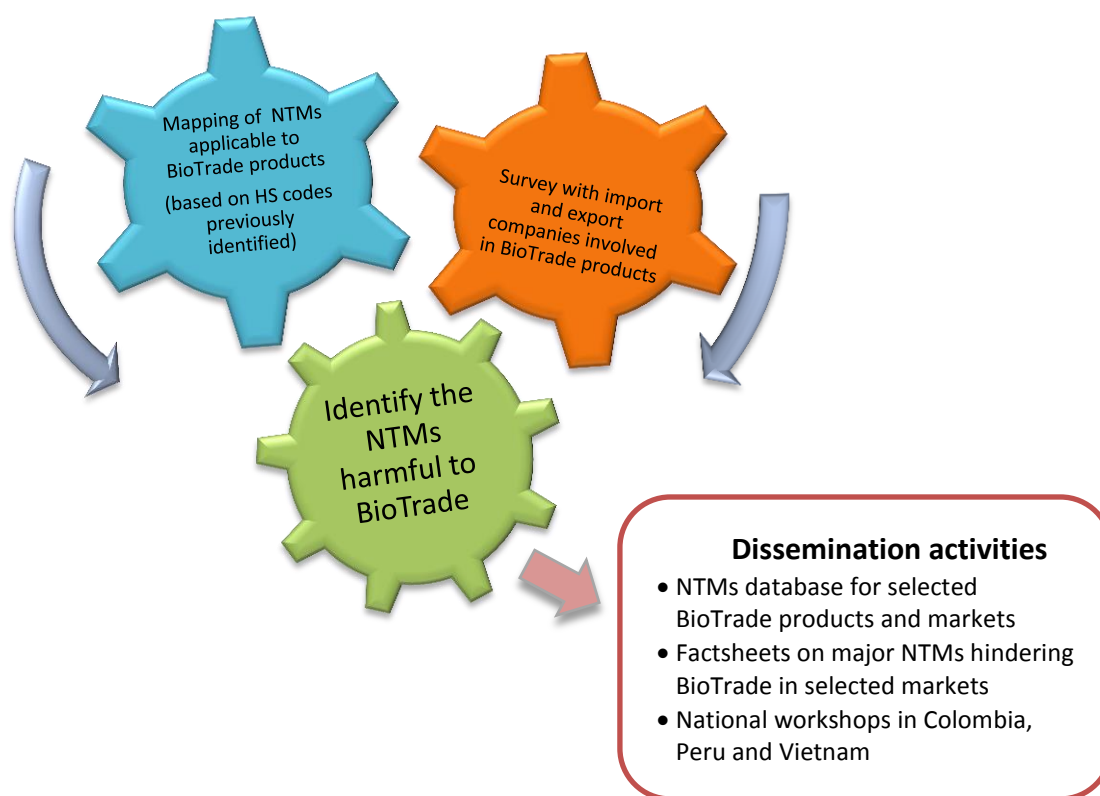 Mapping of NTMs
applicable to
BioTrade products
(based on HS codes
previously
identified)
Survey with import
and export
companies involved
in BioTrade products
Identify the
NTMs
harmful to
BioTrade
Dissemination activities
• NTMs database for selected
BioTrade products and markets
• Factsheets on major NTMs hindering
BioTrade in selected markets
• National workshops in Colombia,
Peru and Vietnam